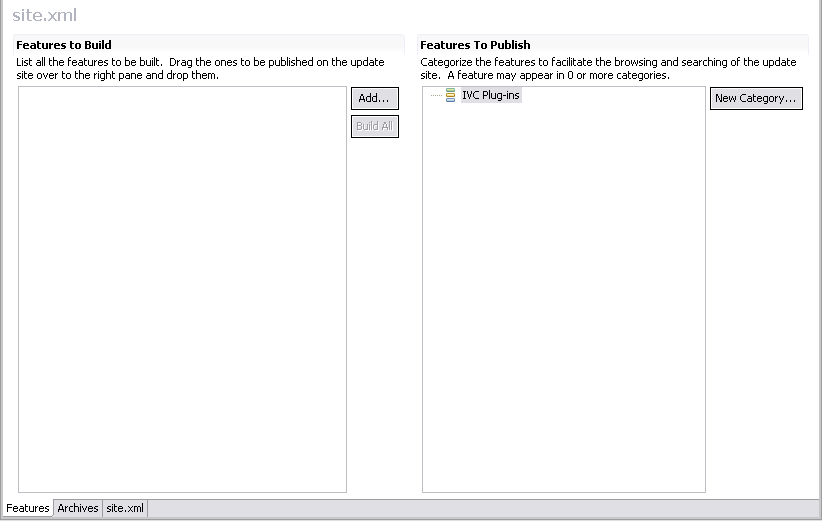 site.xml
Features to Build
List all the features to be built.  Drag the ones to be published on the update
site over to the right pane and drop them.
Add...
Build All
Features To Publish
Categorize the features to facilitate the browsing and searching of the update
site.  A feature may appear in 0 or more categories.
IVC Plug-ins
New Category...
Features Archives site.xml